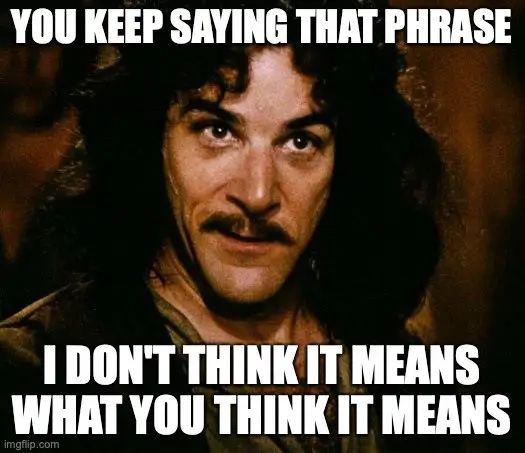 YOU KEEP SAYING THAT PHRASE
I DON'T THINK IT MEANS
WHAT YOU THINK IT MEANS
imgflip.com